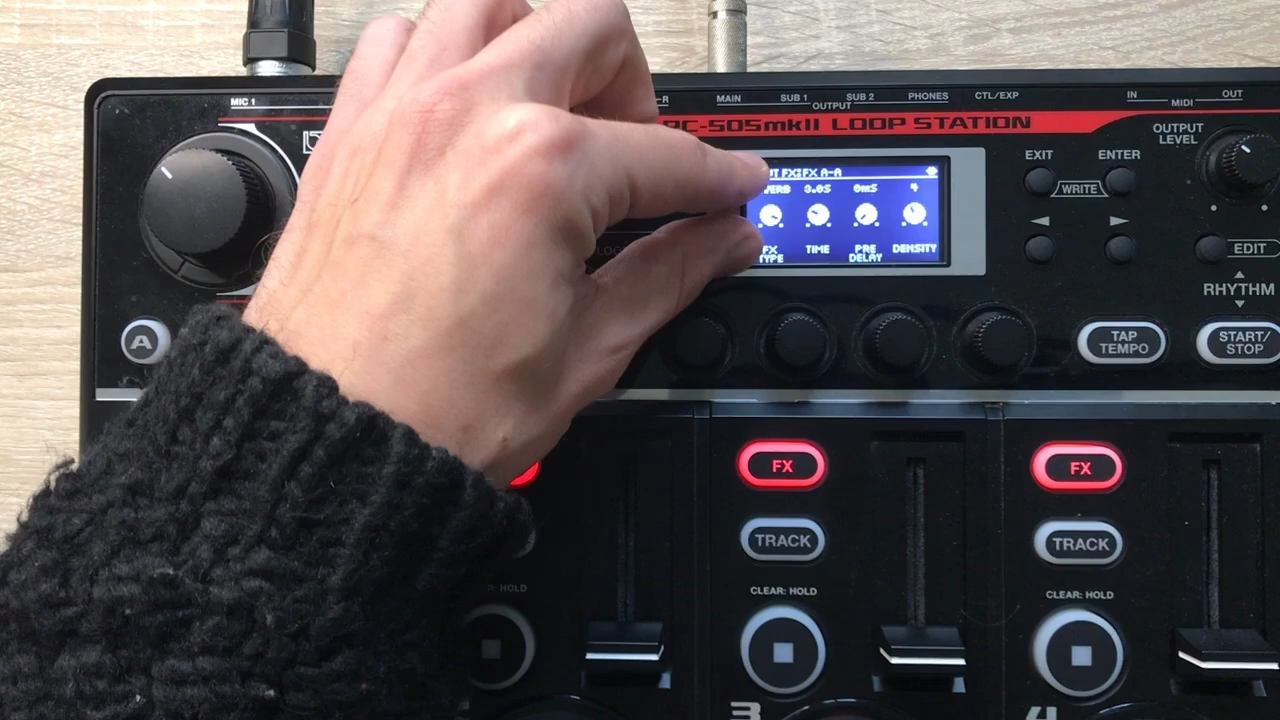 MIC 1
MAIN SUB 1 SUB 2 PHONES CTL/EXP
OUTPUT
IN OUT
MIDI
RC-505mkII LOOP STATION
OUTPUT LEVEL
EXIT ENTER
WRITE
EDIT
RHYTHM
FX A-A
3.0S 0mS 4
FX TYPE
TIME
PRE DELAY
DENSITY
A
TAP TEMPO
START/STOP
FX
FX
TRACK
TRACK
HOLD
CLEAR: HOLD
CLEAR: HOLD
3
4